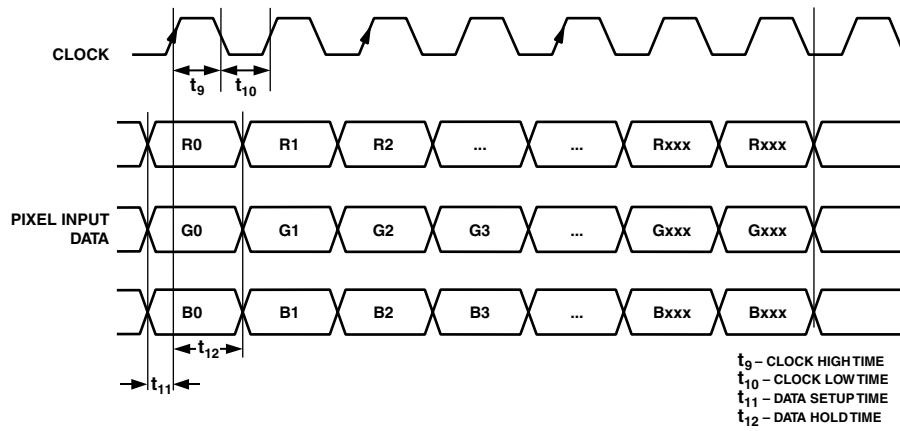 CLOCK
t9 t10
R0 R1 R2 ... ... Rxxx Rxxx
PIXEL INPUT
DATA
G0 G1 G2 G3 ... Gxxx Gxxx
B0 B1 B2 B3 ... Bxxx Bxxx
t12
t11
t9 – CLOCK HIGH TIME
t10 – CLOCK LOW TIME
t11 – DATA SETUP TIME
t12 – DATA HOLD TIME